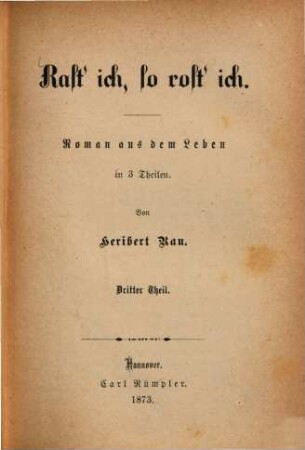 Rast' ich, so rost' ich.
Roman aus dem Leben
in 3 Theilen.
Von
Heribert Rau.
Dritter Theil.
Hannover.
Carl Rümpler.
1873.